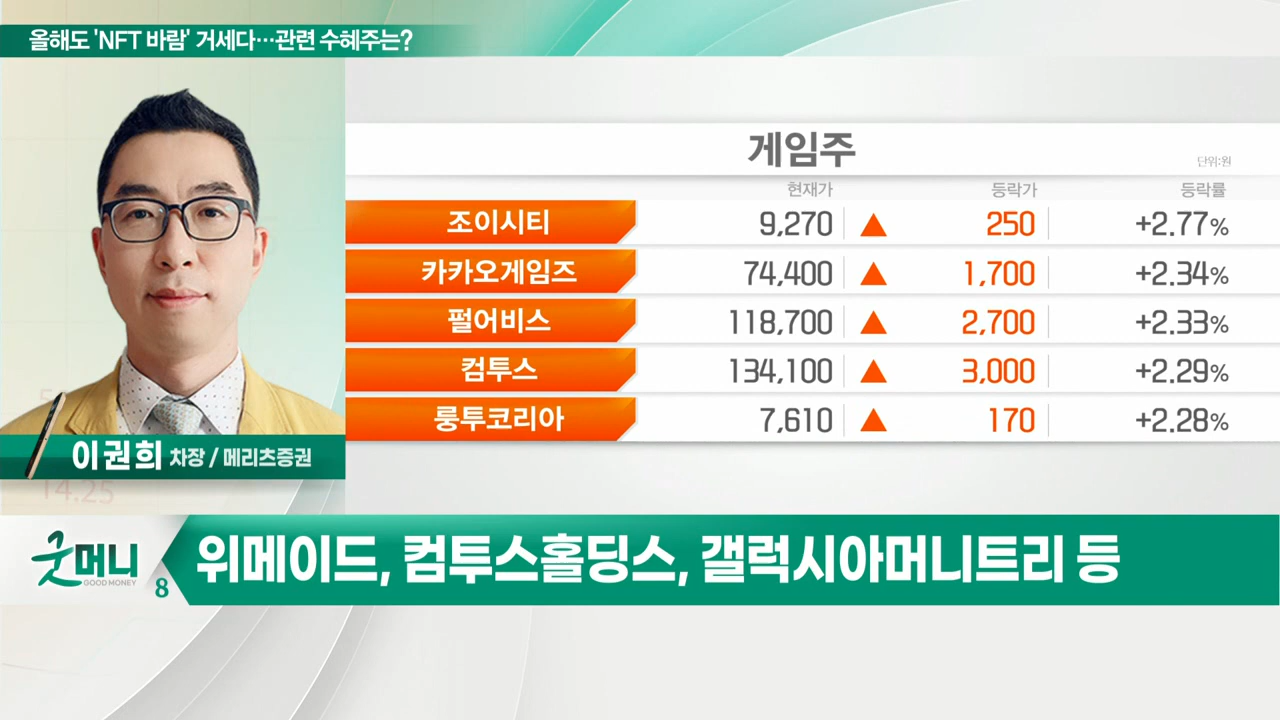 올해도 'NFT 바람' 거세다…관련 수혜주는?
게임주
단위:원
현재가 등락가 등락률
조이시티 9,270 ▲ 250 +2.77%
카카오게임즈 74,400 ▲ 1,700 +2.34%
펄어비스 118,700 ▲ 2,700 +2.33%
컴투스 134,100 ▲ 3,000 +2.29%
룽투코리아 7,610 ▲ 170 +2.28%
이권희 차장 / 메리츠증권
14.25
굿머니
GOOD MONEY
8
위메이드, 컴투스홀딩스, 갤럭시아머니트리 등